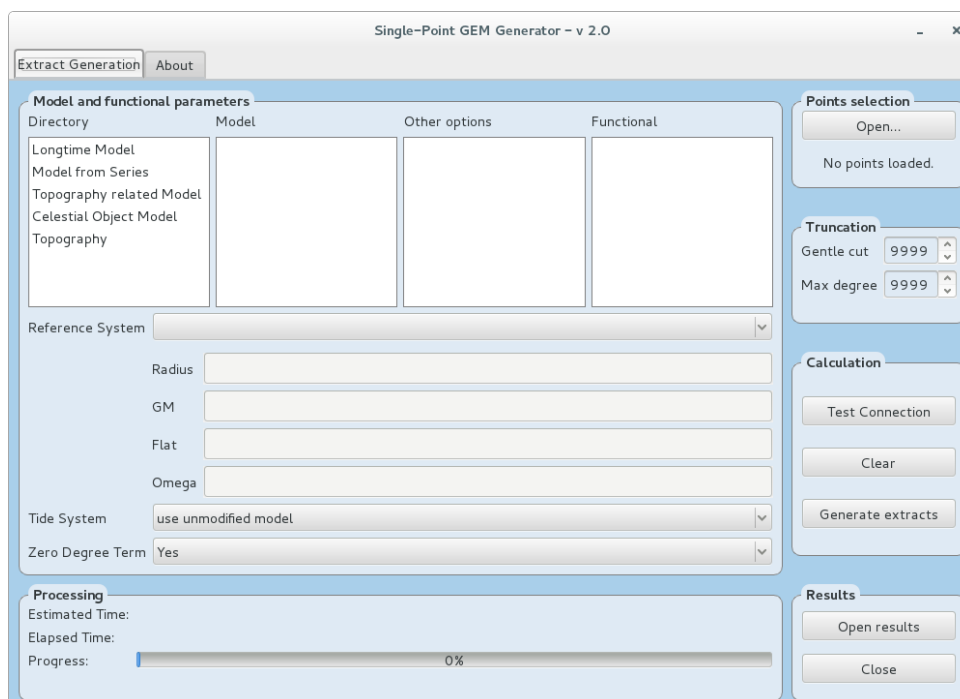 Single-Point GEM Generator - v 2.0
Extract Generation
About
Model and functional parameters
Directory
Model
Other options
Functional
Longtime Model
Model from Series
Topography related Model
Celestial Object Model
Topography
Reference System
Radius
GM
Flat
Omega
Tide System
use unmodified model
Zero Degree Term
Yes
Points selection
Open...
No points loaded.
Truncation
Gentle cut
9999
Max degree
9999
Calculation
Test Connection
Clear
Generate extracts
Processing
Estimated Time:
Elapsed Time:
Progress:
0%
Results
Open results
Close